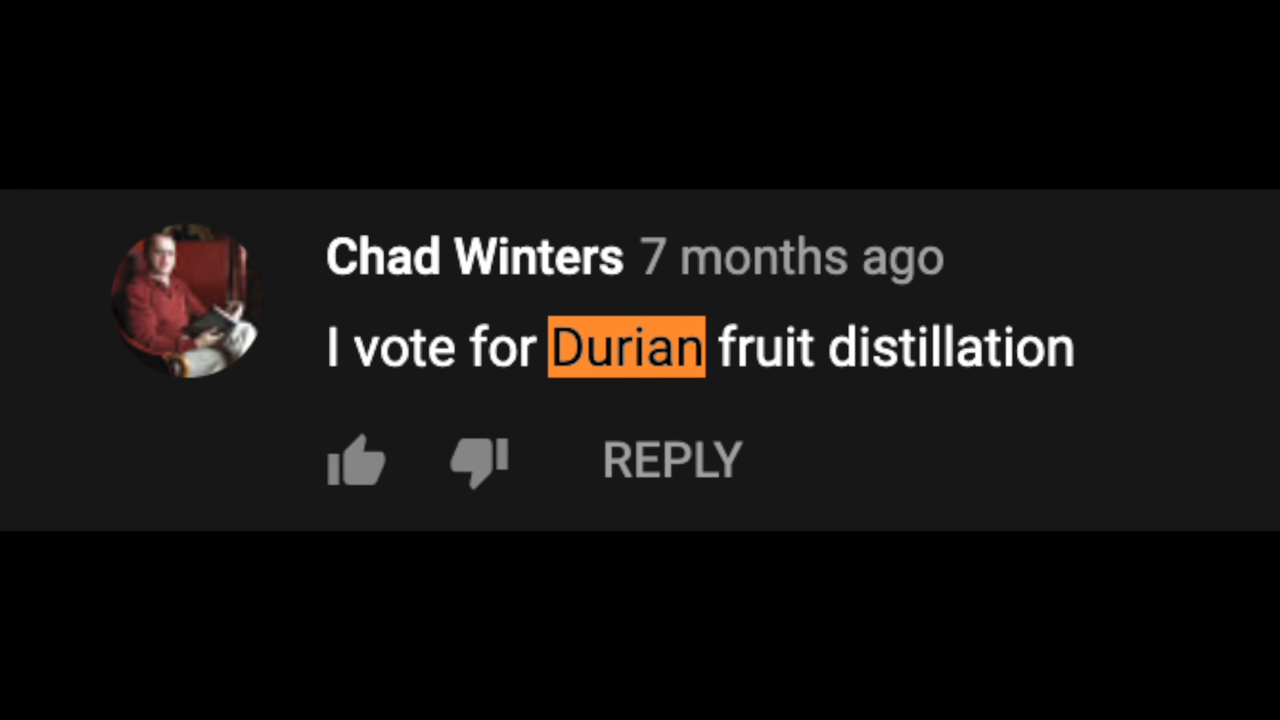 Chad Winters 7 months ago
I vote for Durian fruit distillation
REPLY